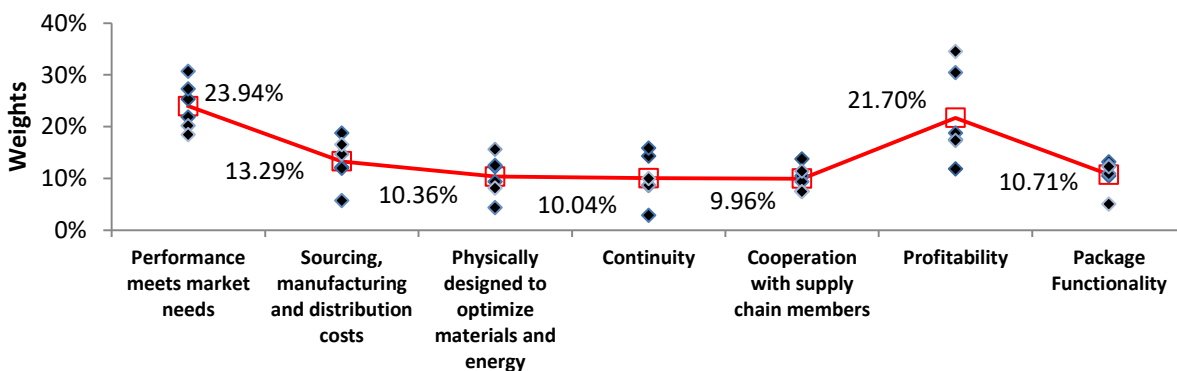 40%
30%
20%
10%
0%
Weights
23.94%
13.29%
10.36%
10.04%
9.96%
21.70%
10.71%
Performance
meets market
needs
Sourcing,
manufacturing
and distribution
costs
Physically
designed to
optimize
materials and
energy
Continuity
Cooperation
with supply
chain members
Profitability
Package
Functionality